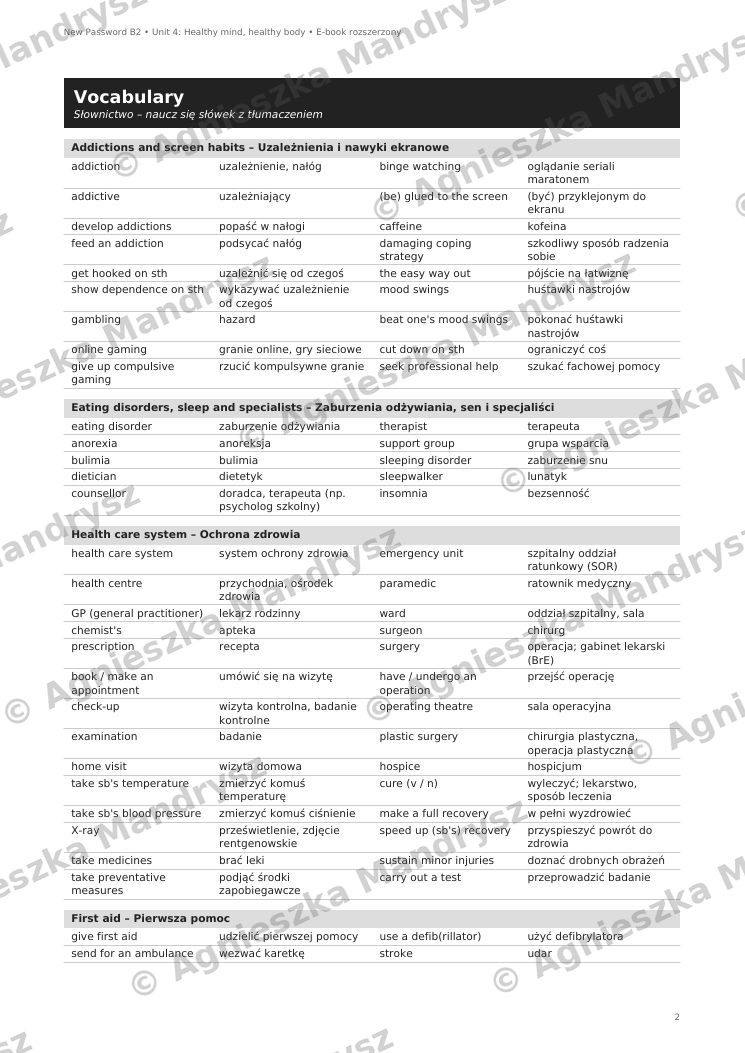 New Password B2 • Unit 4: Healthy mind, healthy body • E-book rozszerzony
Vocabulary
Słownictwo – naucz się słówek z tłumaczeniem
Addictions and screen habits – Uzależnienia i nawyki ekranowe
addiction uzależnienie, nałóg binge watching oglądanie seriali
maratonem
addictive uzależniający (be) glued to the screen (być) przyklejonym do
ekranu
develop addictions popaść w nałogi caffeine kofeina
feed an addiction podsycać nałóg damaging coping szkodliwy sposób radzenia
strategy sobie
get hooked on sth uzależnić się od czegoś the easy way out pójście na łatwiznę
show dependence on sth wykazywać uzależnienie mood swings huśtawki nastrojów
od czegoś
gambling hazard beat one's mood swings pokonać huśtawki
nastrojów
online gaming granie online, gry sieciowe cut down on sth ograniczyć coś
give up compulsive rzucić kompulsywne granie seek professional help szukać fachowej pomocy
gaming
Eating disorders, sleep and specialists – Zaburzenia odżywiania, sen i specjaliści
eating disorder zaburzenie odżywiania therapist terapeuta
anorexia anoreksja support group grupa wsparcia
bulimia bulimia sleeping disorder zaburzenie snu
dietician dietetyk sleepwalker lunatyk
counsellor doradca, terapeuta (np. insomnia bezsenność
psycholog szkolny)
Health care system – Ochrona zdrowia
health care system system ochrony zdrowia emergency unit szpitalny oddział
ratunkowy (SOR)
health centre przychodnia, ośrodek paramedic ratownik medyczny
zdrowia
GP (general practitioner) lekarz rodzinny ward oddział szpitalny, sala
chemist's apteka surgeon chirurg
prescription recepta surgery operacja; gabinet lekarski
(BrE)
book / make an umówić się na wizytę have / undergo an przejść operację
appointment operation
check-up wizyta kontrolna, badanie operating theatre sala operacyjna
kontrolne
examination badanie plastic surgery chirurgia plastyczna,
operacja plastyczna
home visit wizyta domowa hospice hospicjum
take sb's temperature zmierzyć komuś cure (v / n) wyleczyć; lekarstwo,
temperaturę sposób leczenia
take sb's blood pressure zmierzyć komuś ciśnienie make a full recovery w pełni wyzdrowieć
X-ray prześwietlenie, zdjęcie speed up (sb's) recovery przyspieszyć powrót do
rentgenowskie zdrowia
take medicines brać leki sustain minor injuries doznać drobnych obrażeń
take preventative podjąć środki carry out a test przeprowadzić badanie
measures zapobiegawcze
First aid – Pierwsza pomoc
give first aid udzielić pierwszej pomocy use a defib(rillator) użyć defibrylatora
send for an ambulance wezwać karetkę stroke udar
2
© Agnieszka Mandrysz